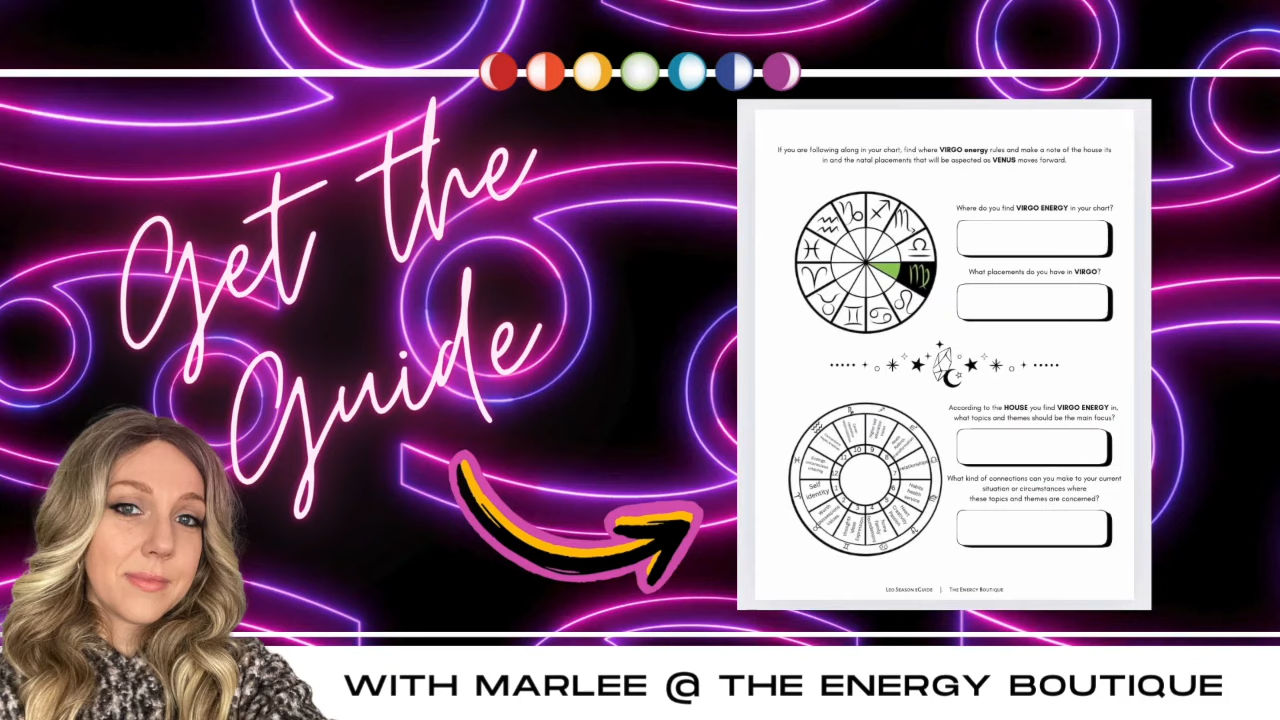 Get the
Guide
If you are following along in your chart, find where VIRGO energy rules and make a note of the house its
in and the natal placements that will be aspected as VENUS moves forward.
Where do you find VIRGO ENERGY in your chart?
What placements do you have in VIRGO?
According to the HOUSE you find VIRGO ENERGY in,
what topics and themes should be the main focus?
What kind of connections can you make to your current
situation or circumstances where
these topics and themes are concerned?
Self
identity
relationships
Habits
health
service
LEO SEASON EGUIDE | THE ENERGY BOUTIQUE
WITH MARLEE @ THE ENERGY BOUTIQUE